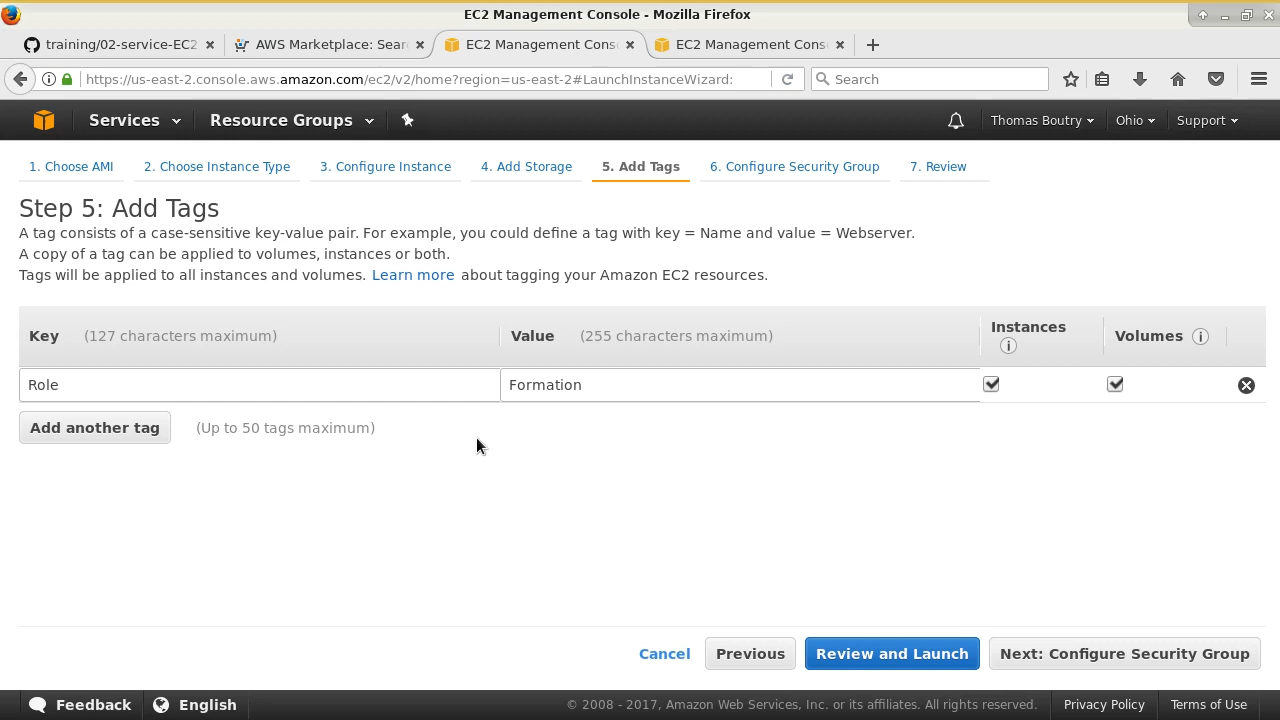 EC2 Management Console - Mozilla Firefox
training/02-service-EC2
AWS Marketplace: Sear
EC2 Management Cons
EC2 Management Cons
https://us-east-2.console.aws.amazon.com/ec2/v2/home?region=us-east-2#LaunchInstanceWizard:
Search
Services
Resource Groups
Thomas Boutry
Ohio
Support
1. Choose AMI
2. Choose Instance Type
3. Configure Instance
4. Add Storage
5. Add Tags
6. Configure Security Group
7. Review
Step 5: Add Tags
A tag consists of a case-sensitive key-value pair. For example, you could define a tag with key = Name and value = Webserver.
A copy of a tag can be applied to volumes, instances or both.
Tags will be applied to all instances and volumes. Learn more about tagging your Amazon EC2 resources.
Key (127 characters maximum)
Value (255 characters maximum)
Instances
Volumes
Role
Formation
Add another tag
(Up to 50 tags maximum)
Cancel
Previous
Review and Launch
Next: Configure Security Group
Feedback
English
© 2008 - 2017, Amazon Web Services, Inc. or its affiliates. All rights reserved.
Privacy Policy
Terms of Use